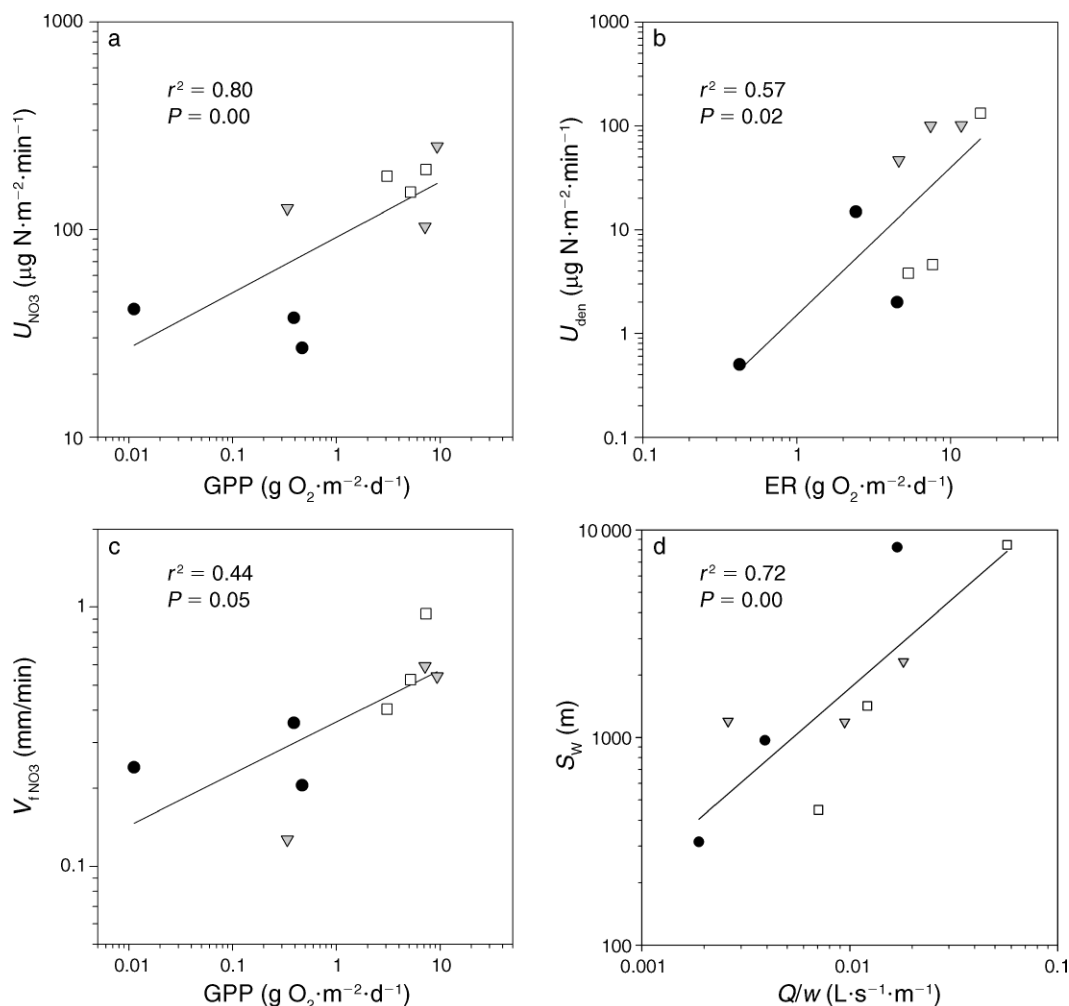 a
r² = 0.80
P = 0.00
1000
100
10
U_NO3 (µg N·m⁻²·min⁻¹)
0.01 0.1 1 10
GPP (g O₂·m⁻²·d⁻¹)
b
r² = 0.57
P = 0.02
1000
100
10
1
0.1
U_den (µg N·m⁻²·min⁻¹)
0.1 1 10
ER (g O₂·m⁻²·d⁻¹)
c
r² = 0.44
P = 0.05
1
0.1
V_f NO3 (mm/min)
0.01 0.1 1 10
GPP (g O₂·m⁻²·d⁻¹)
d
r² = 0.72
P = 0.00
10 000
1000
100
S_W (m)
0.001 0.01 0.1
Q/w (L·s⁻¹·m⁻¹)